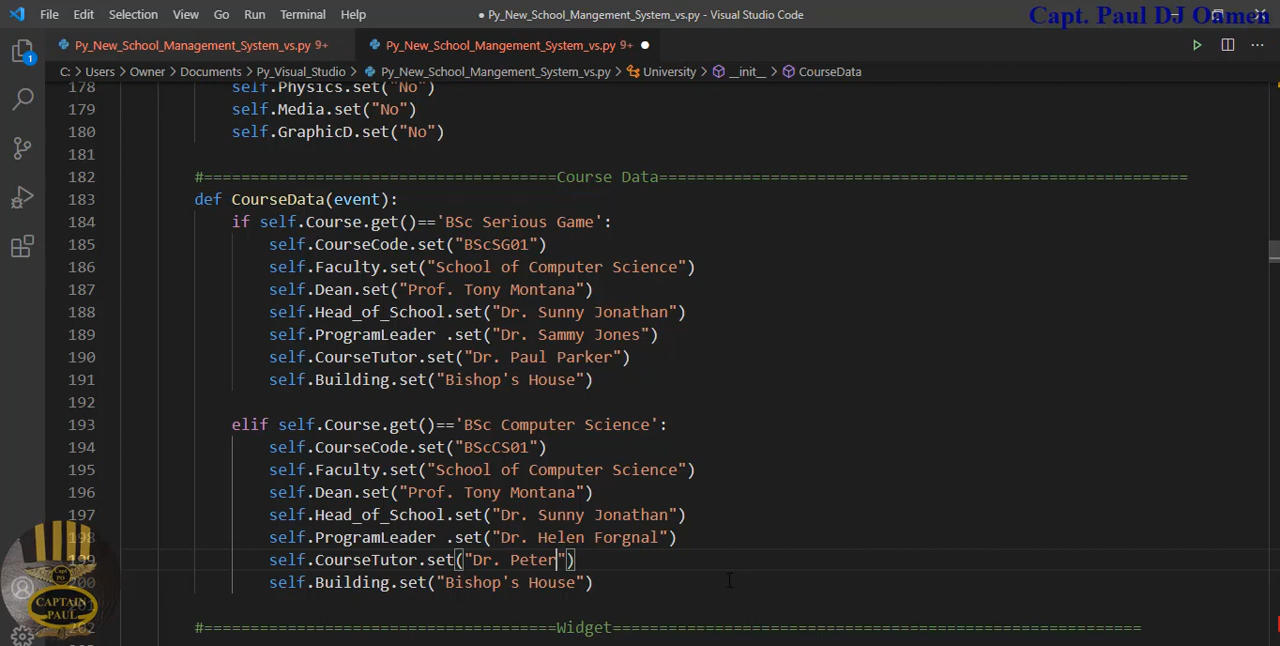 File Edit Selection View Go Run Terminal Help ● Py_New_School_Mangement_System_vs.py - Visual Studio Code Capt. Paul DJ Oamen
Py_New_School_Management_System_vs.py 9+ Py_New_School_Mangement_System_vs.py 9+ ●
C: > Users > Owner > Documents > Py_Visual_Studio > Py_New_School_Mangement_System_vs.py > University > __init__ > CourseData
1
178 self.Physics.set("No")
179 self.Media.set("No")
180 self.GraphicD.set("No")
181
182 #======================================Course Data=========================================================
183 def CourseData(event):
184 if self.Course.get()=='BSc Serious Game':
185 self.CourseCode.set("BScSG01")
186 self.Faculty.set("School of Computer Science")
187 self.Dean.set("Prof. Tony Montana")
188 self.Head_of_School.set("Dr. Sunny Jonathan")
189 self.ProgramLeader .set("Dr. Sammy Jones")
190 self.CourseTutor.set("Dr. Paul Parker")
191 self.Building.set("Bishop's House")
192
193 elif self.Course.get()=='BSc Computer Science':
194 self.CourseCode.set("BScCS01")
195 self.Faculty.set("School of Computer Science")
196 self.Dean.set("Prof. Tony Montana")
197 self.Head_of_School.set("Dr. Sunny Jonathan")
198 self.ProgramLeader .set("Dr. Helen Forgnal")
199 self.CourseTutor.set("Dr. Peter")
200 self.Building.set("Bishop's House")
202 #======================================Widget=========================================================
Capt PO
CAPTAIN
PAUL